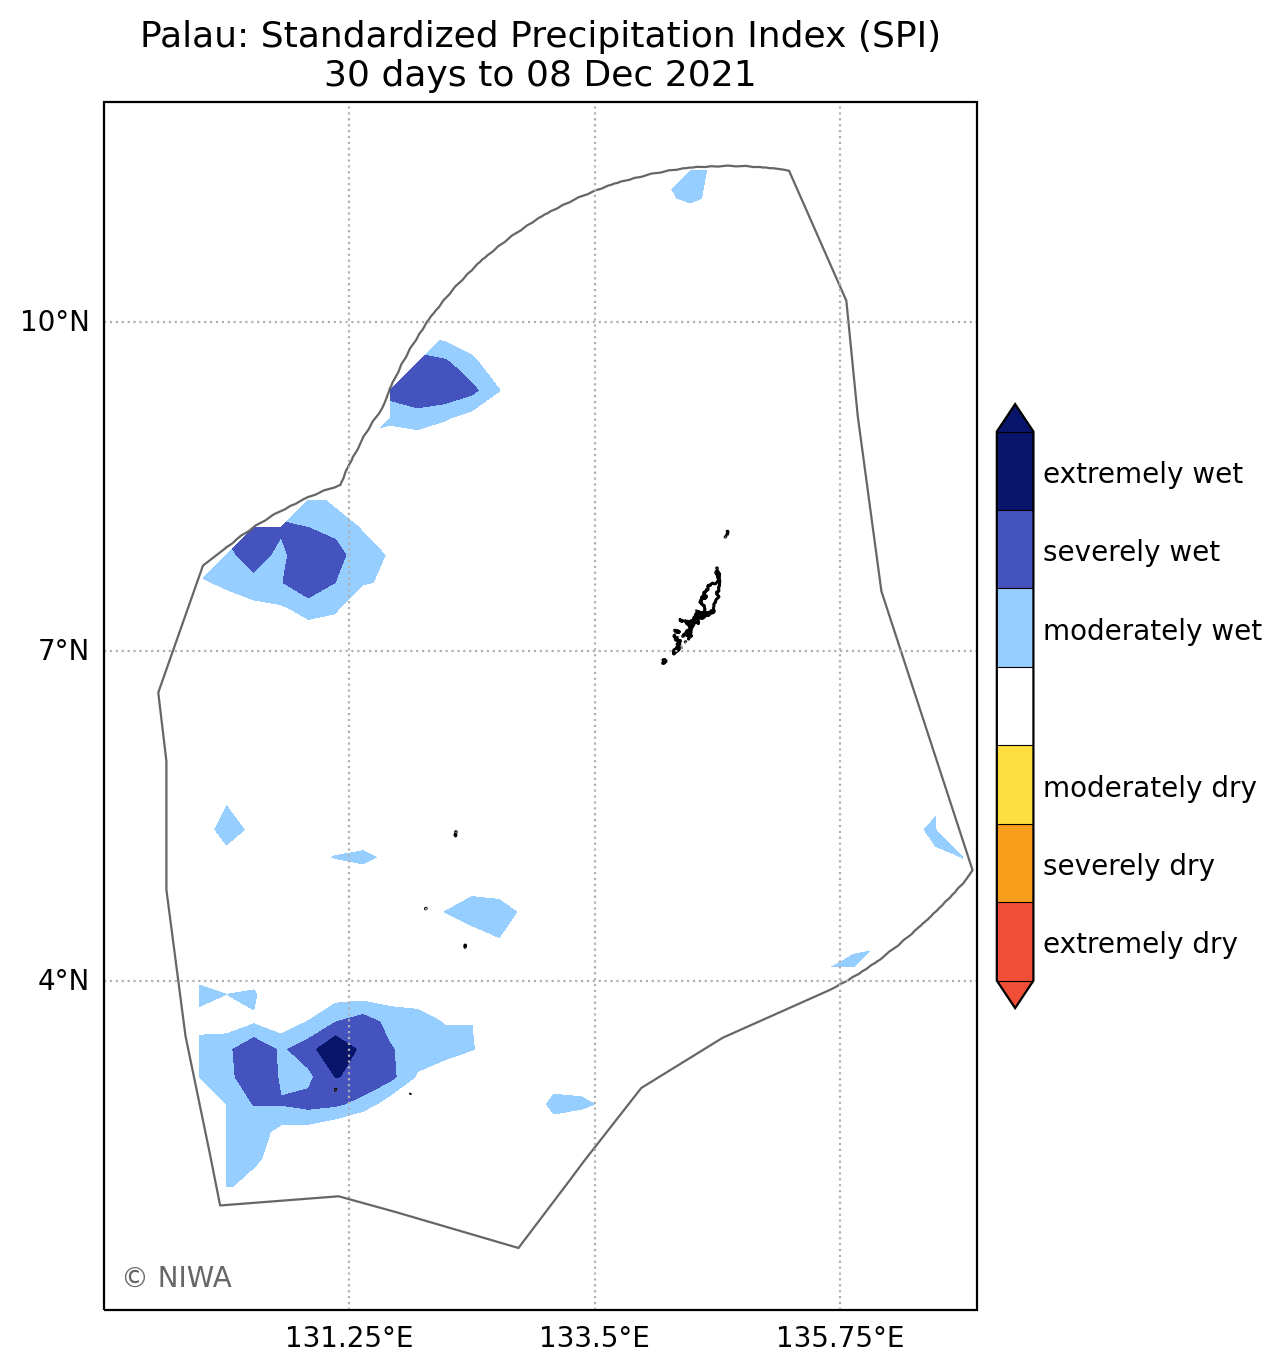 Palau: Standardized Precipitation Index (SPI)
30 days to 08 Dec 2021
10°N
7°N
4°N
131.25°E
133.5°E
135.75°E
extremely wet
severely wet
moderately wet
moderately dry
severely dry
extremely dry
© NIWA